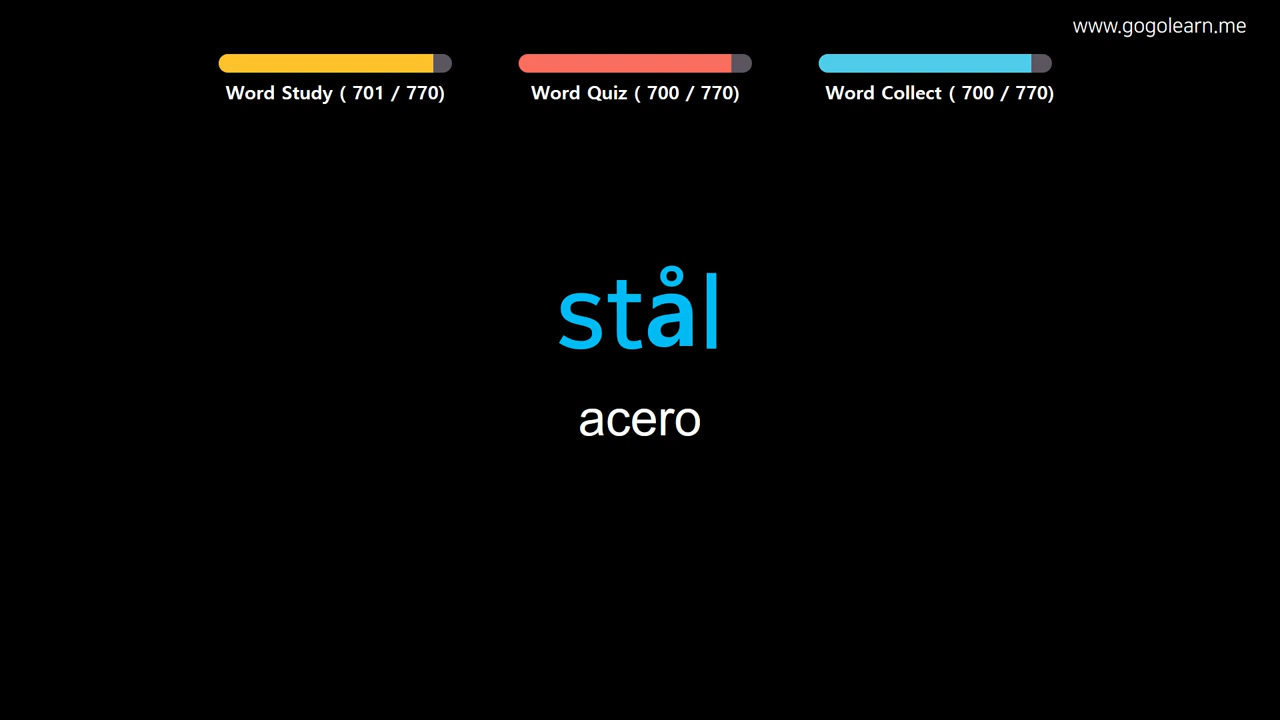 www.gogolearn.me
Word Study ( 701 / 770)
Word Quiz ( 700 / 770)
Word Collect ( 700 / 770)
stål
acero